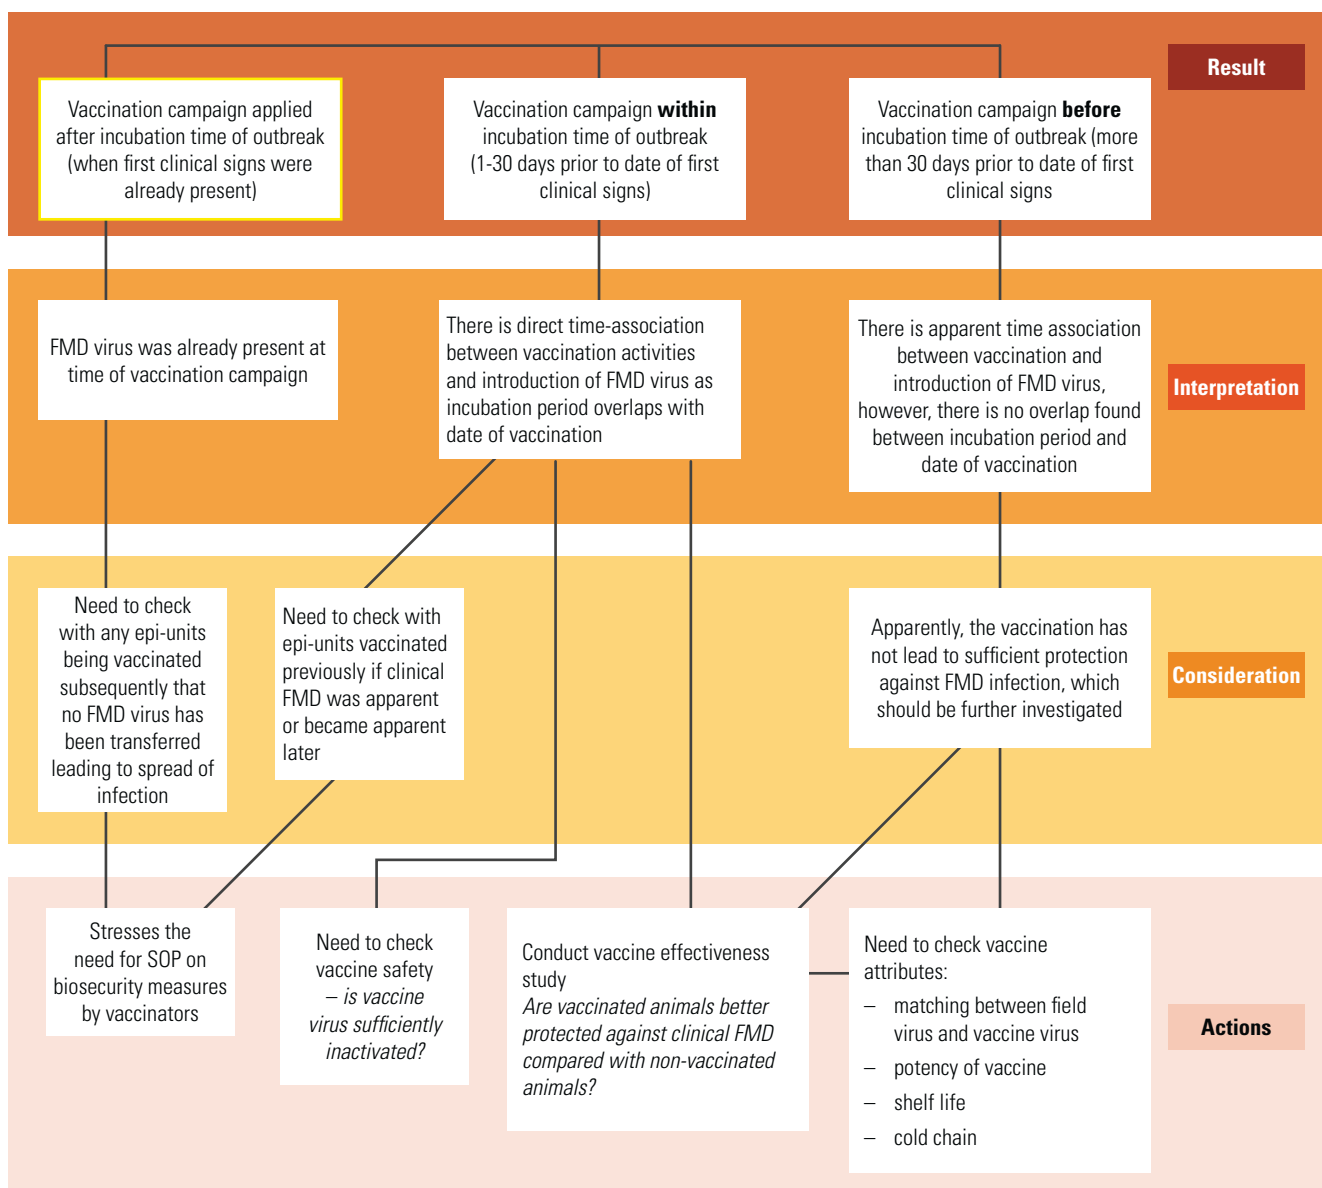 Result
Vaccination campaign applied
after incubation time of outbreak
(when first clinical signs were
already present)
Vaccination campaign within
incubation time of outbreak
(1-30 days prior to date of first
clinical signs)
Vaccination campaign before
incubation time of outbreak (more
than 30 days prior to date of first
clinical signs
FMD virus was already present at
time of vaccination campaign
There is direct time-association
between vaccination activities
and introduction of FMD virus as
incubation period overlaps with
date of vaccination
There is apparent time association
between vaccination and
introduction of FMD virus,
however, there is no overlap found
between incubation period and
date of vaccination
Interpretation
Need to check
with any epi-units
being vaccinated
subsequently that
no FMD virus has
been transferred
leading to spread of
infection
Need to check with
epi-units vaccinated
previously if clinical
FMD was apparent
or became apparent
later
Apparently, the vaccination has
not lead to sufficient protection
against FMD infection, which
should be further investigated
Consideration
Stresses the
need for SOP on
biosecurity measures
by vaccinators
Need to check
vaccine safety
– is vaccine
virus sufficiently
inactivated?
Conduct vaccine effectiveness
study
Are vaccinated animals better
protected against clinical FMD
compared with non-vaccinated
animals?
Need to check vaccine
attributes:
– matching between field
virus and vaccine virus
– potency of vaccine
– shelf life
– cold chain
Actions